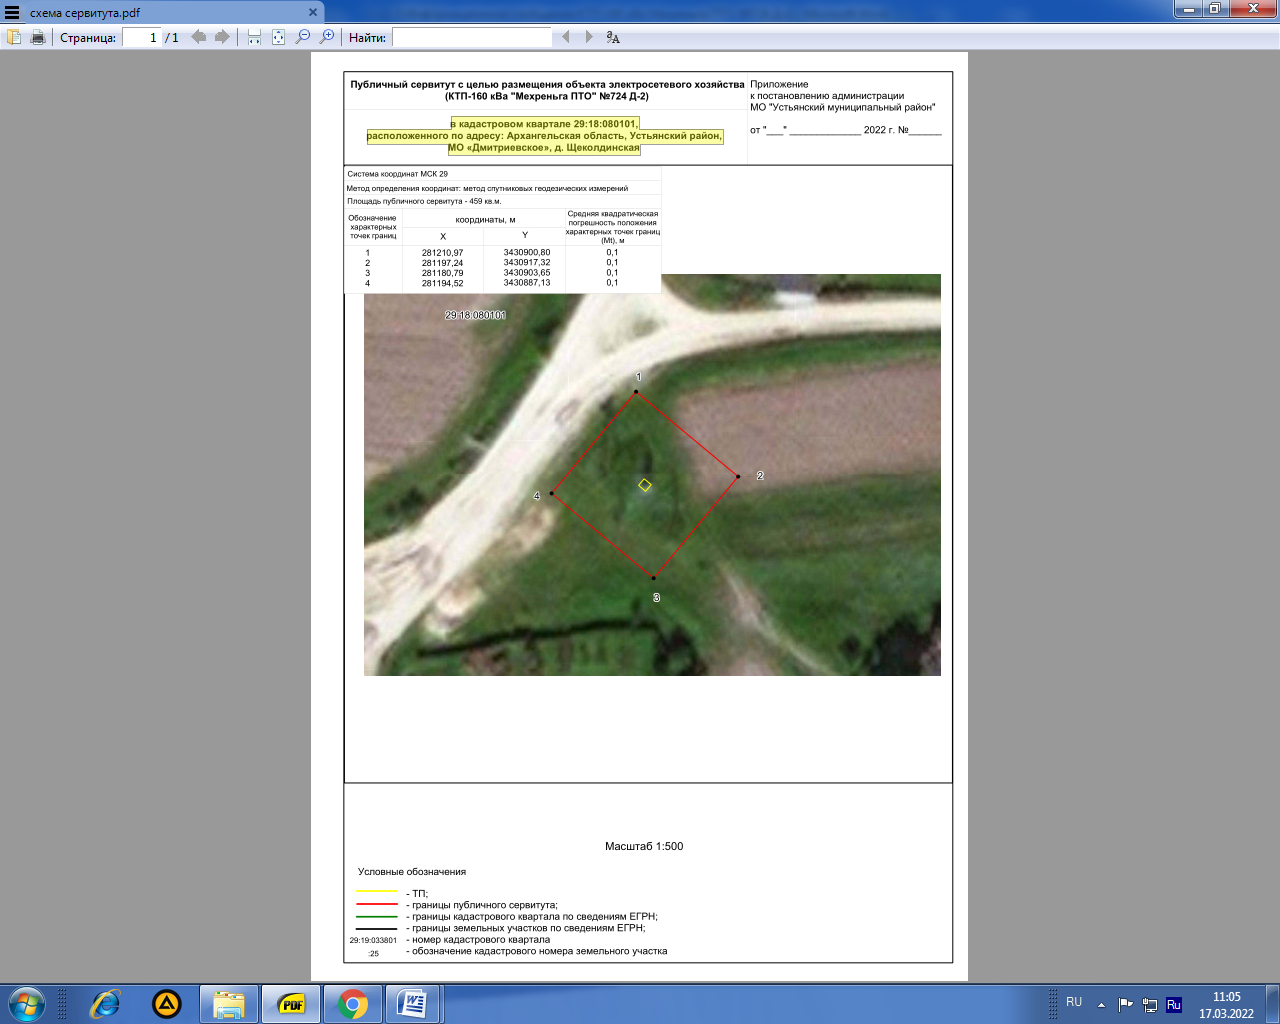 схема сервитута.pdf
Страница: 1 / 1 Найти:
Публичный сервитут с целью размещения объекта электросетевого хозяйства
(КТП-160 кВа "Мехреньга ПТО" №724 Д-2)
в кадастровом квартале 29:18:080101,
расположенного по адресу: Архангельская область, Устьянский район,
МО «Дмитриевское», д. Щеколдинская
Приложение
к постановлению администрации
МО "Устьянский муниципальный район"
от "___" _____________ 2022 г. №______
Система координат МСК 29
Метод определения координат: метод спутниковых геодезических измерений
Площадь публичного сервитута - 459 кв.м.
Обозначение характерных точек границ
координаты, м
X Y
Средняя квадратическая погрешность положения характерных точек границ (Mt), м
1 281210,97 3430900,80 0,1
2 281197,24 3430917,32 0,1
3 281180,79 3430903,65 0,1
4 281194,52 3430887,13 0,1
29:18:080101
1
2
4
3
Масштаб 1:500
Условные обозначения
- ТП;
- границы публичного сервитута;
- границы кадастрового квартала по сведениям ЕГРН;
- границы земельных участков по сведениям ЕГРН;
29:19:033801 - номер кадастрового квартала
:25 - обозначение кадастрового номера земельного участка
PDF
RU
Ru
11:05
17.03.2022